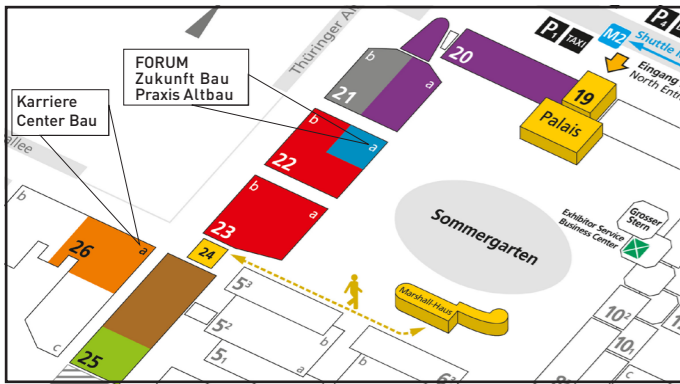 Thüringer A
P1
TAXI
M2
P4
Shuttle
Eingang
North Entr
FORUM
Zukunft Bau
Praxis Altbau
Karriere
Center Bau
allee
b
a
20
21
19
Palais
b
a
22
b
a
23
24
b
a
26
c
25
Sommergarten
Exhibitor Service
Business Center
Grosser
Stern
Marshall-Haus
5³
5²
5₁
b
a
b
10²
10₁